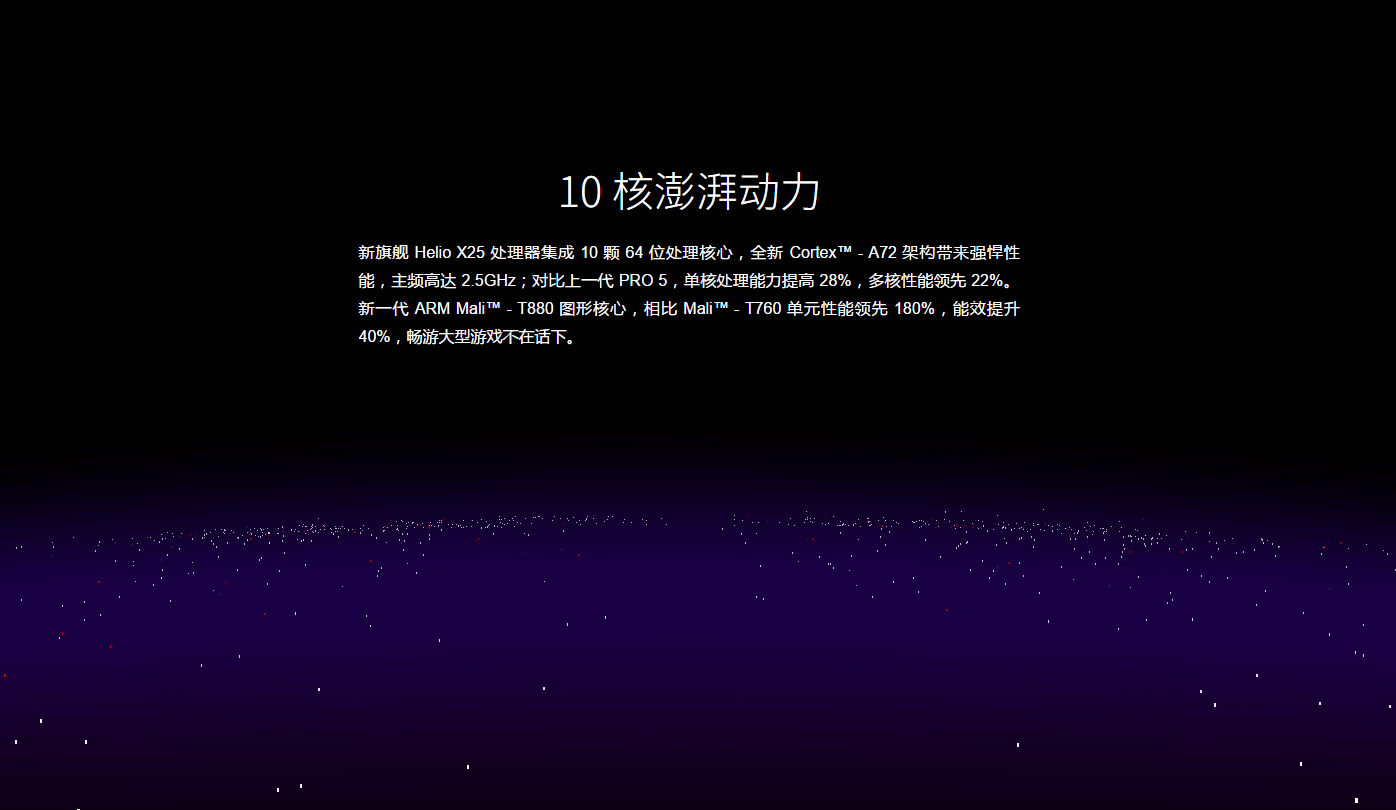 10 核澎湃动力
新旗舰 Helio X25 处理器集成 10 颗 64 位处理核心，全新 Cortex™ - A72 架构带来强悍性
能，主频高达 2.5GHz；对比上一代 PRO 5，单核处理能力提高 28%，多核性能领先 22%。
新一代 ARM Mali™ - T880 图形核心，相比 Mali™ - T760 单元性能领先 180%，能效提升
40%，畅游大型游戏不在话下。